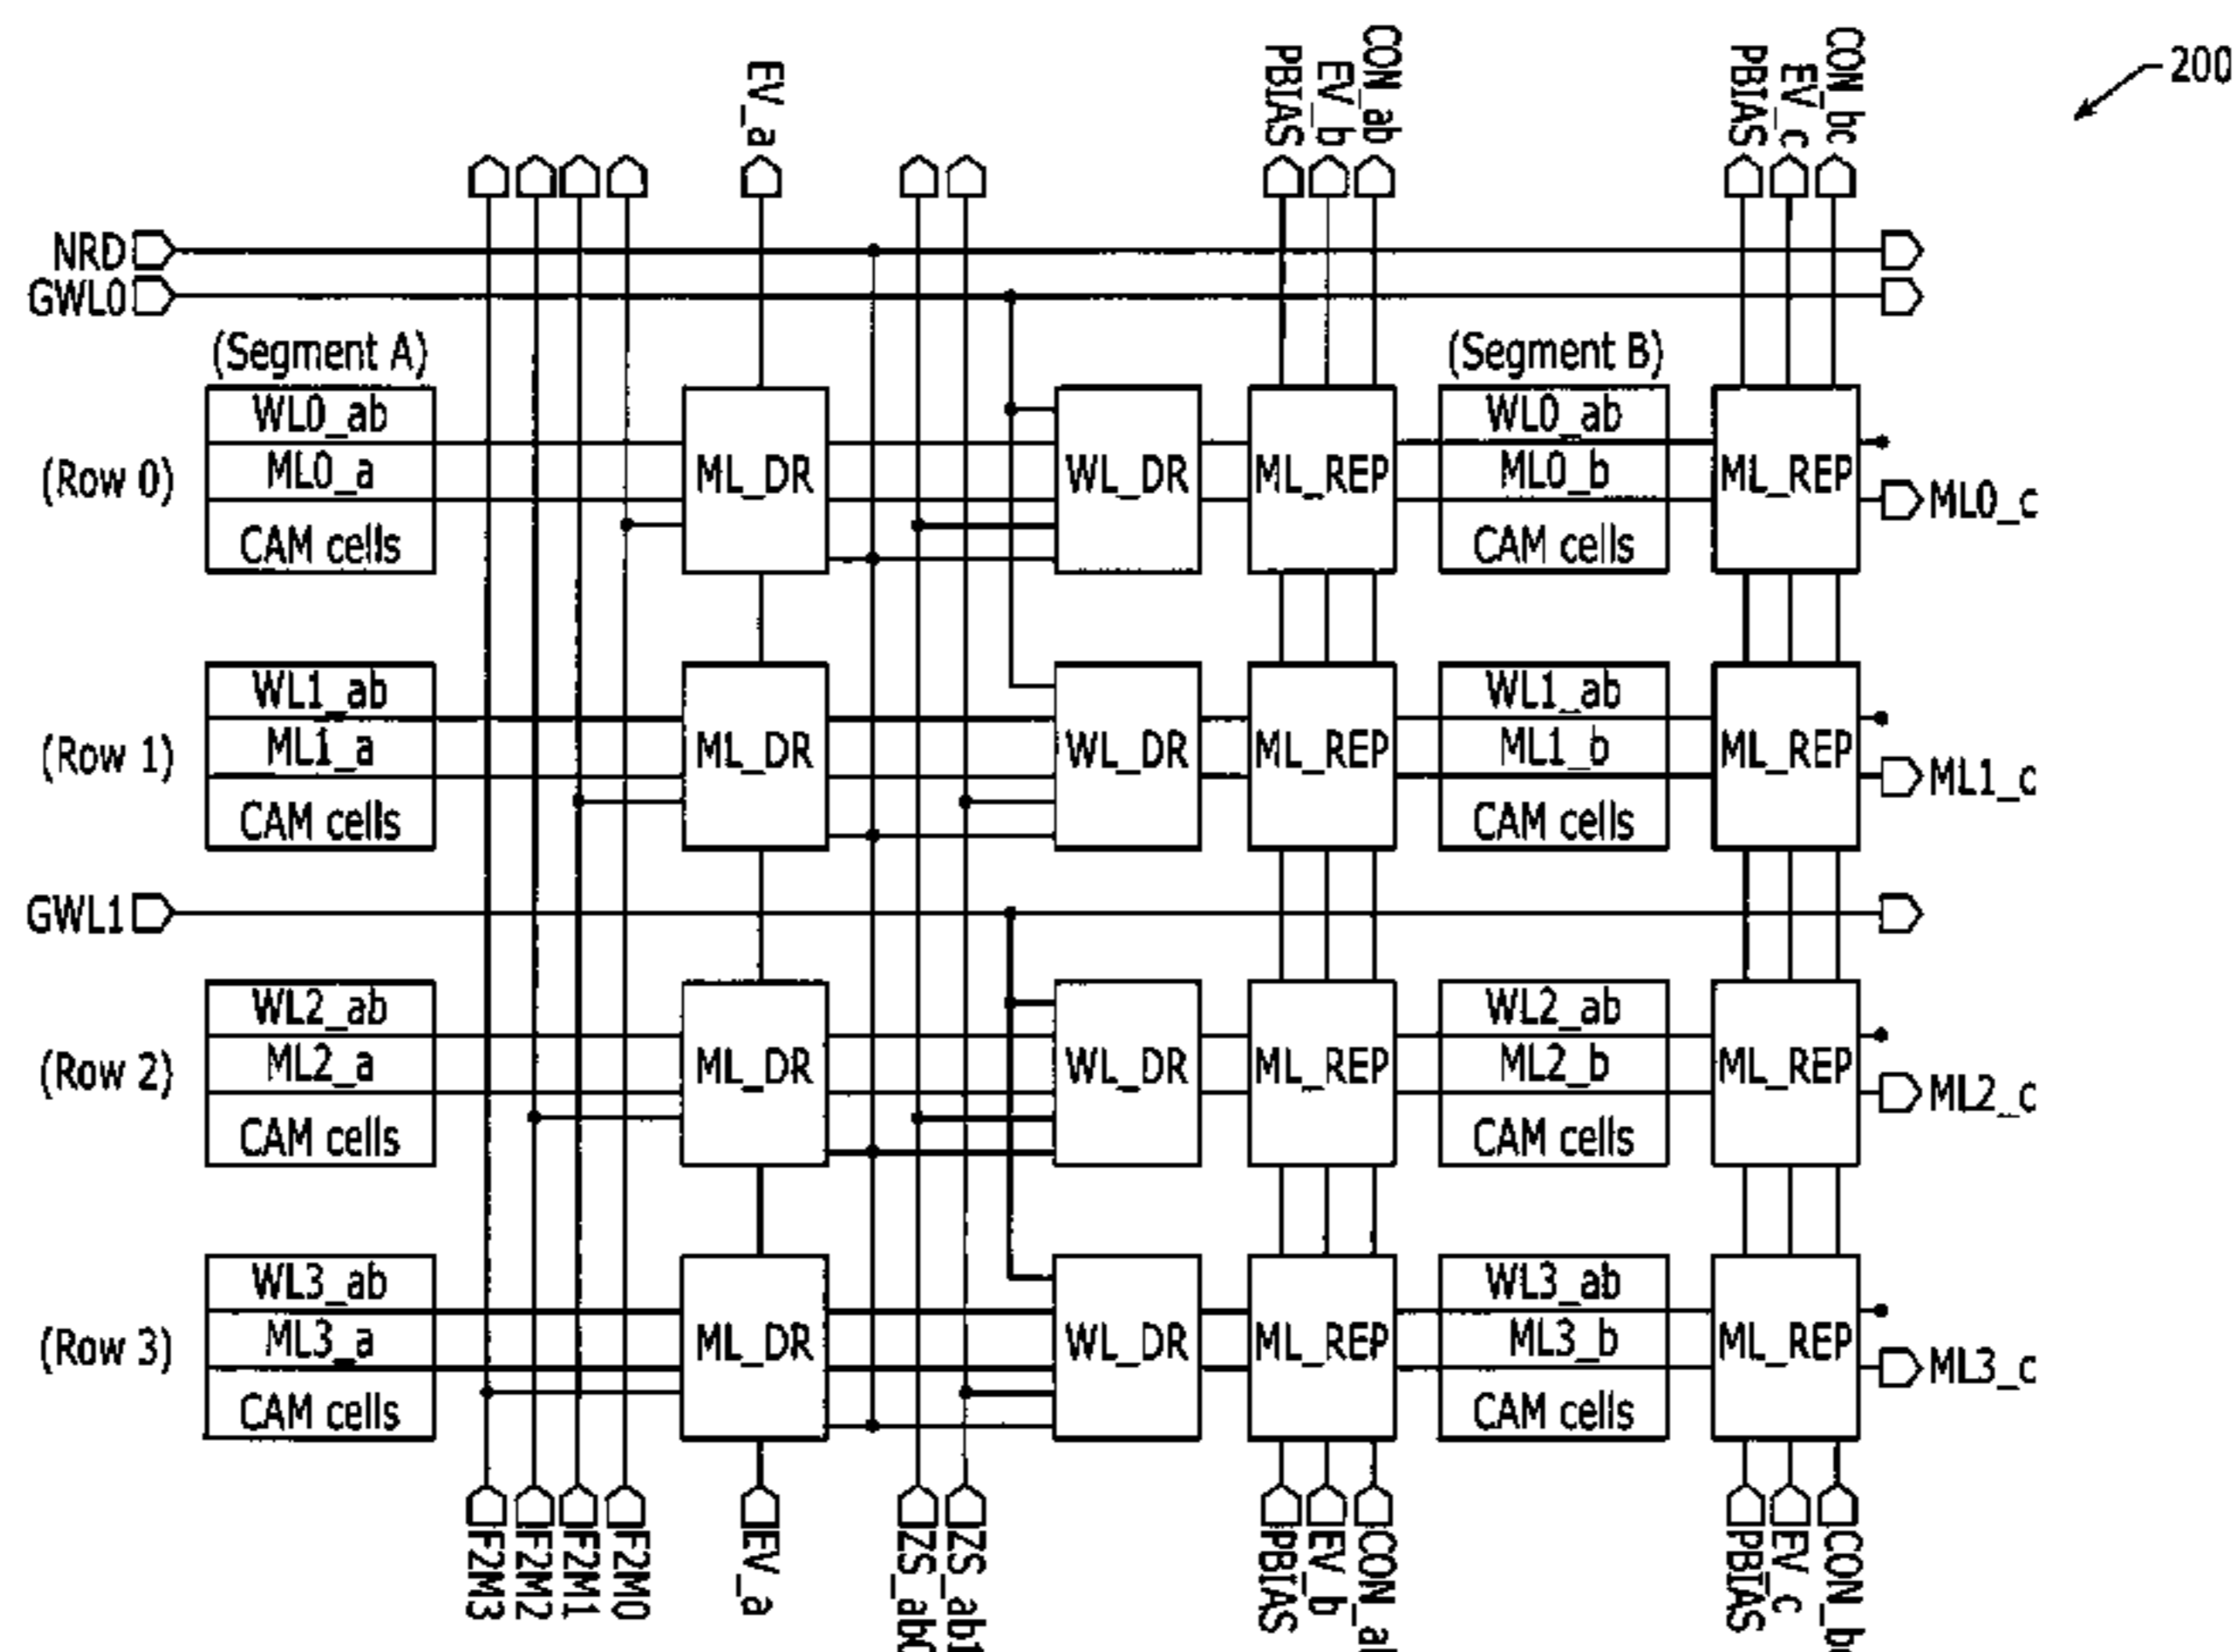 200
EV_a
PBIAS
EV_b
CON_ab
PBIAS
EV_c
CON_bc
NRD
GWL0
(Segment A)
(Segment B)
(Row 0)
WL0_ab
ML0_a
CAM cells
ML_DR
WL_DR
ML_REP
WL0_ab
ML0_b
CAM cells
ML_REP
ML0_c
(Row 1)
WL1_ab
ML1_a
CAM cells
ML_DR
WL_DR
ML_REP
WL1_ab
ML1_b
CAM cells
ML_REP
ML1_c
GWL1
(Row 2)
WL2_ab
ML2_a
CAM cells
ML_DR
WL_DR
ML_REP
WL2_ab
ML2_b
CAM cells
ML_REP
ML2_c
(Row 3)
WL3_ab
ML3_a
CAM cells
ML_DR
WL_DR
ML_REP
WL3_ab
ML3_b
CAM cells
ML_REP
ML3_c
F2M3
F2M2
F2M1
F2M0
EV_a
ZS_ab0
ZS_ab1
PBIAS
EV_b
PBIAS
EV_c